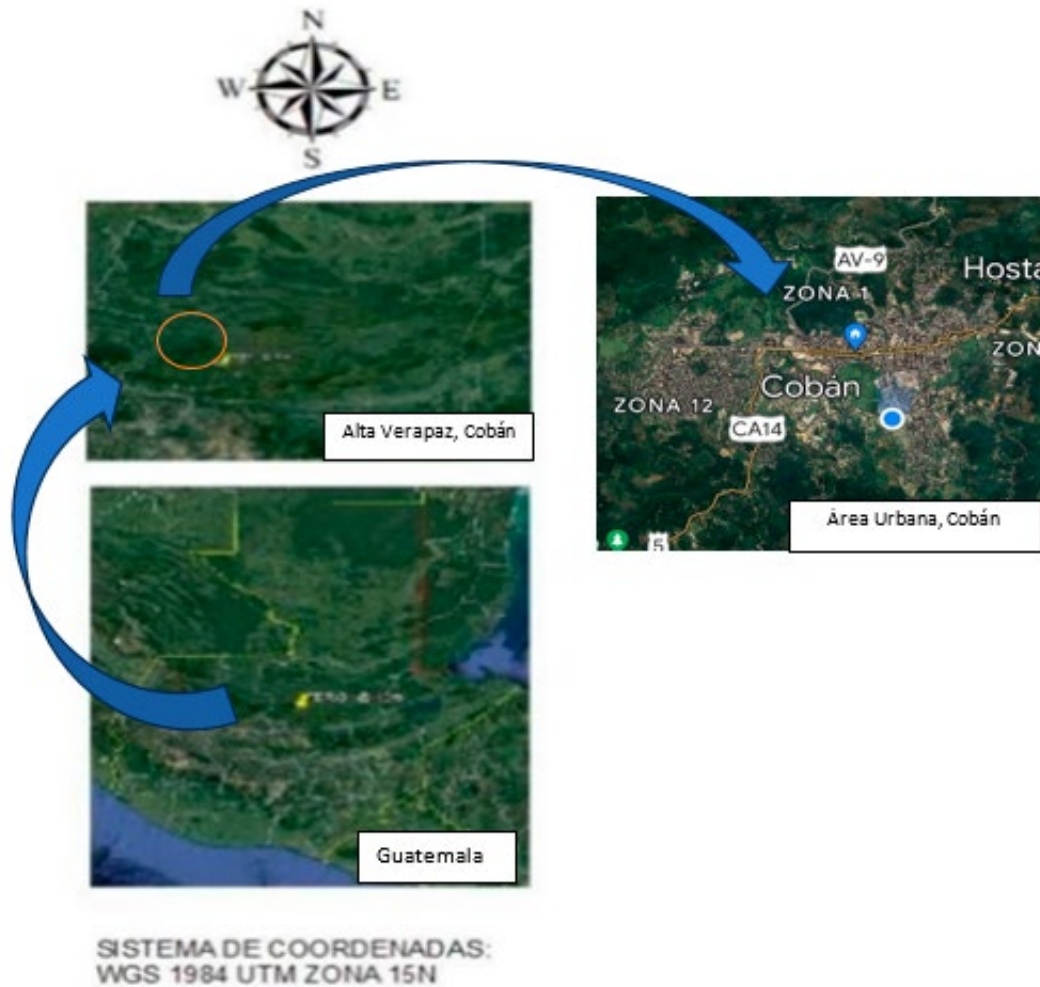 N
W E
S
AV-9
Hosta
ZONA 1
ZON
Cobán
ZONA 12
CA14
5
Alta Verapaz, Cobán
Área Urbana, Cobán
Guatemala
SISTEMA DE COORDENADAS:
WGS 1984 UTM ZONA 15N